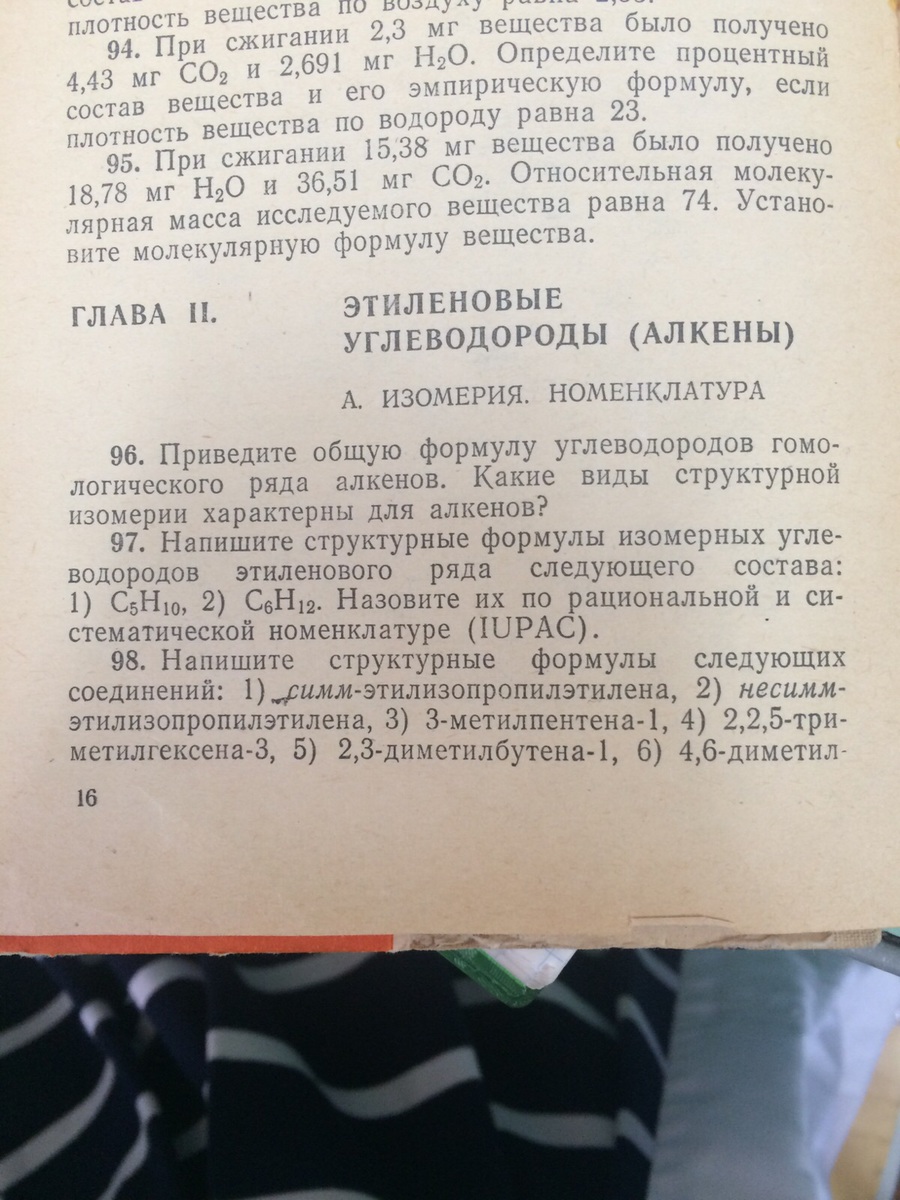 плотность вещества по воздуху равна
94. При сжигании 2,3 мг вещества было получено
4,43 мг CO₂ и 2,691 мг H₂O. Определите процентный
состав вещества и его эмпирическую формулу, если
плотность вещества по водороду равна 23.
95. При сжигании 15,38 мг вещества было получено
18,78 мг H₂O и 36,51 мг CO₂. Относительная молеку-
лярная масса исследуемого вещества равна 74. Устано-
вите молекулярную формулу вещества.
ГЛАВА II. ЭТИЛЕНОВЫЕ
УГЛЕВОДОРОДЫ (АЛКЕНЫ)
А. ИЗОМЕРИЯ. НОМЕНКЛАТУРА
96. Приведите общую формулу углеводородов гомо-
логического ряда алкенов. Какие виды структурной
изомерии характерны для алкенов?
97. Напишите структурные формулы изомерных угле-
водородов этиленового ряда следующего состава:
1) C₅H₁₀, 2) C₆H₁₂. Назовите их по рациональной и си-
стематической номенклатуре (IUPAC).
98. Напишите структурные формулы следующих
соединений: 1) симм-этилизопропилэтилена, 2) несимм-
этилизопропилэтилена, 3) 3-метилпентена-1, 4) 2,2,5-три-
метилгексена-3, 5) 2,3-диметилбутена-1, 6) 4,6-диметил-
16